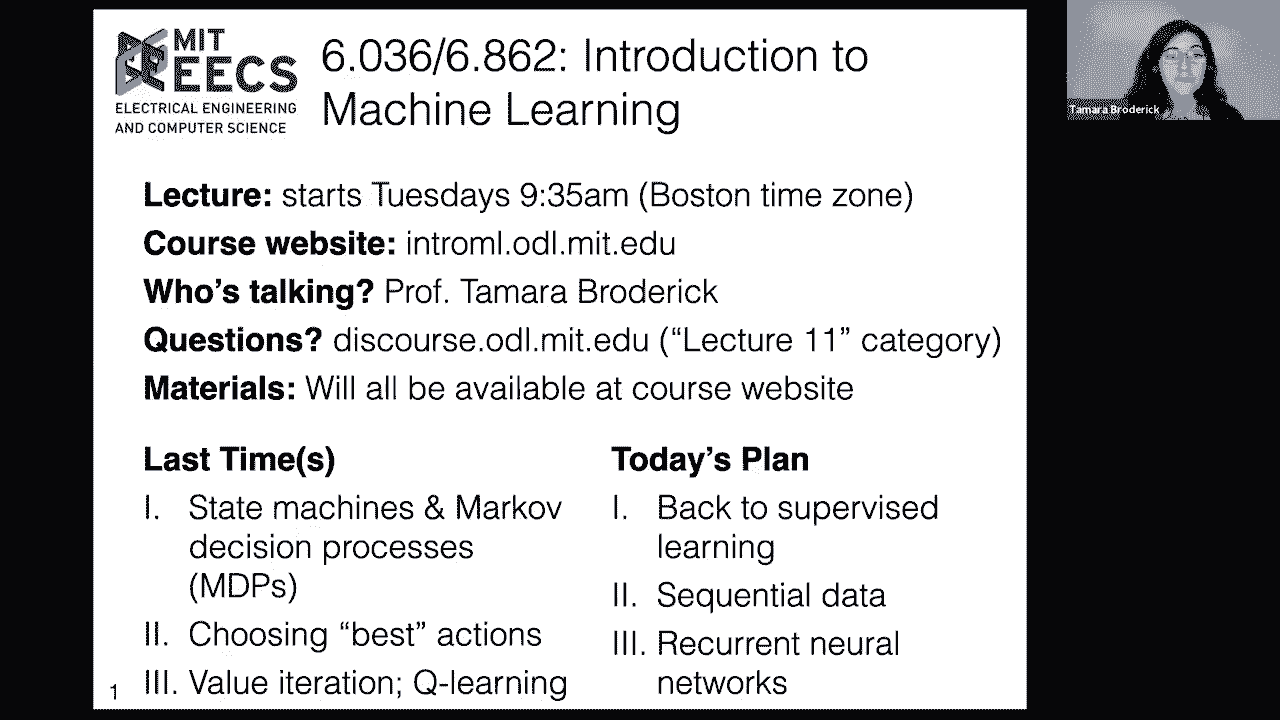 MIT
EECS
ELECTRICAL ENGINEERING
AND COMPUTER SCIENCE
6.036/6.862: Introduction to
Machine Learning
Tamara Broderick
Lecture: starts Tuesdays 9:35am (Boston time zone)
Course website: introml.odl.mit.edu
Who's talking? Prof. Tamara Broderick
Questions? discourse.odl.mit.edu (“Lecture 11” category)
Materials: Will all be available at course website
Last Time(s)
I. State machines & Markov
decision processes
(MDPs)
II. Choosing “best” actions
III. Value iteration; Q-learning
Today's Plan
I. Back to supervised
learning
II. Sequential data
III. Recurrent neural
networks
1